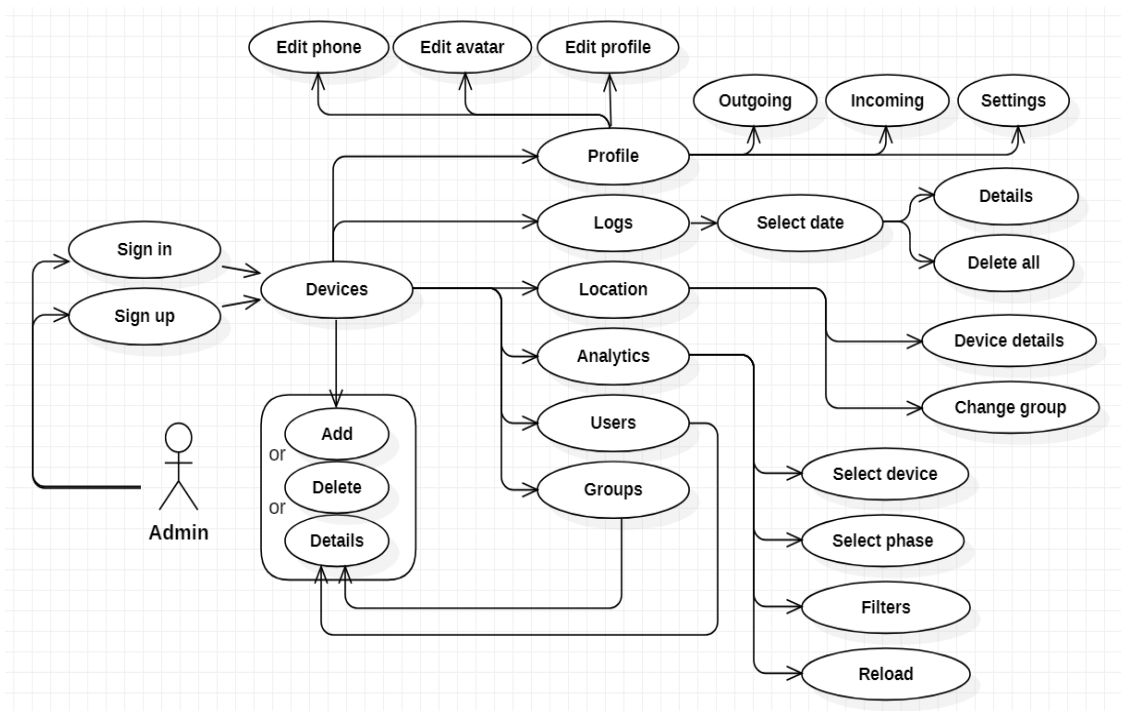 Edit phone
Edit avatar
Edit profile
Outgoing
Incoming
Settings
Profile
Details
Logs
Select date
Sign in
Delete all
Devices
Location
Sign up
Device details
Analytics
Change group
Users
Add
or
Select device
Delete
Groups
or
Admin
Details
Select phase
Filters
Reload